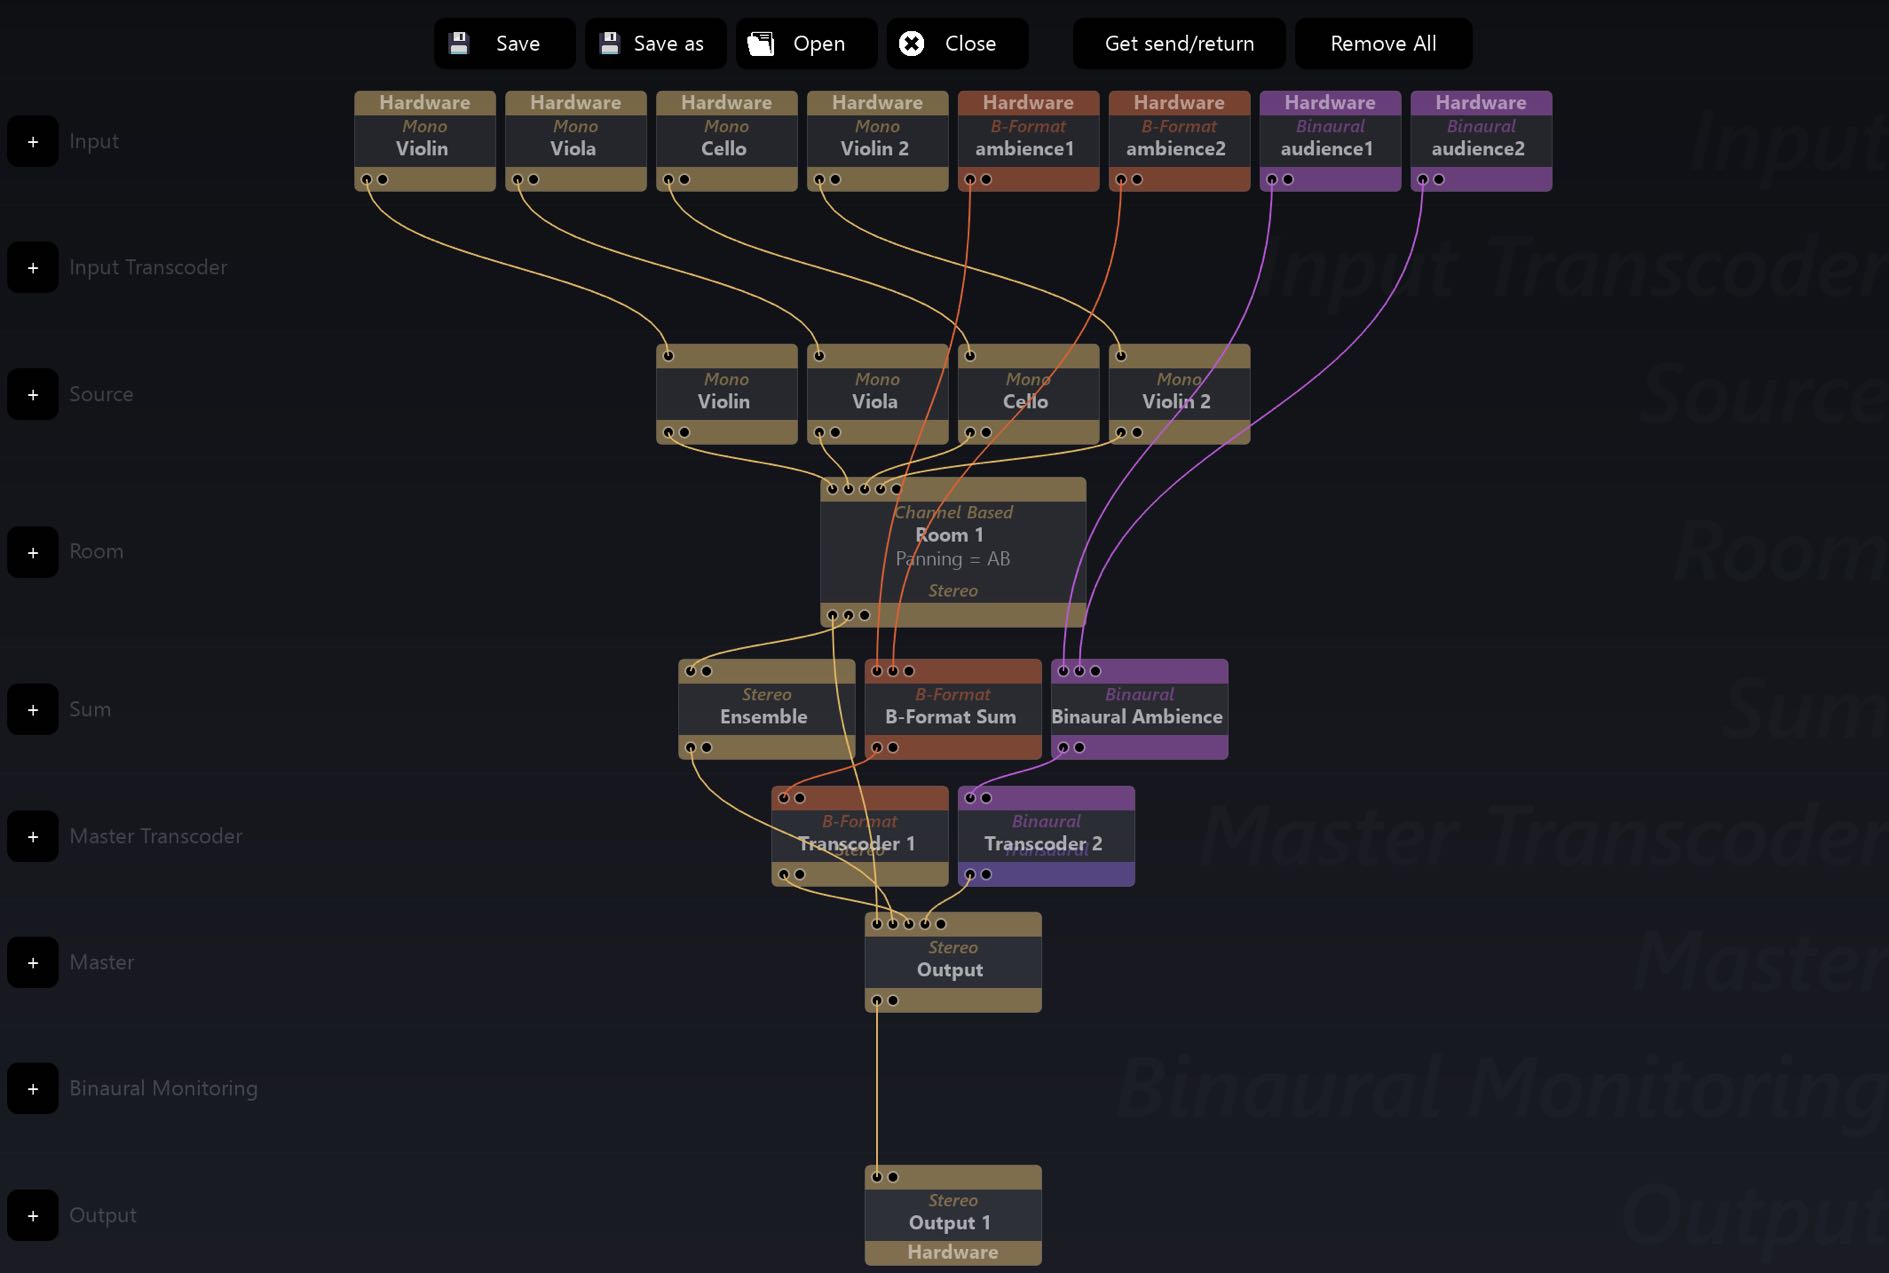 Save
Save as
Open
Close
Get send/return
Remove All
Input
Hardware
Mono
Violin
Hardware
Mono
Viola
Hardware
Mono
Cello
Hardware
Mono
Violin 2
Hardware
B-Format
ambience1
Hardware
B-Format
ambience2
Hardware
Binaural
audience1
Hardware
Binaural
audience2
Input
Input Transcoder
Input Transcoder
Source
Mono
Violin
Mono
Viola
Mono
Cello
Mono
Violin 2
Source
Room
Channel Based
Room 1
Panning = AB
Stereo
Room
Sum
Stereo
Ensemble
B-Format
B-Format Sum
Binaural
Binaural Ambience
Sum
Master Transcoder
B-Format
Transcoder 1
Stereo
Binaural
Transcoder 2
Transaural
Master Transcoder
Master
Stereo
Output
Master
Binaural Monitoring
Binaural Monitoring
Output
Stereo
Output 1
Hardware
Output